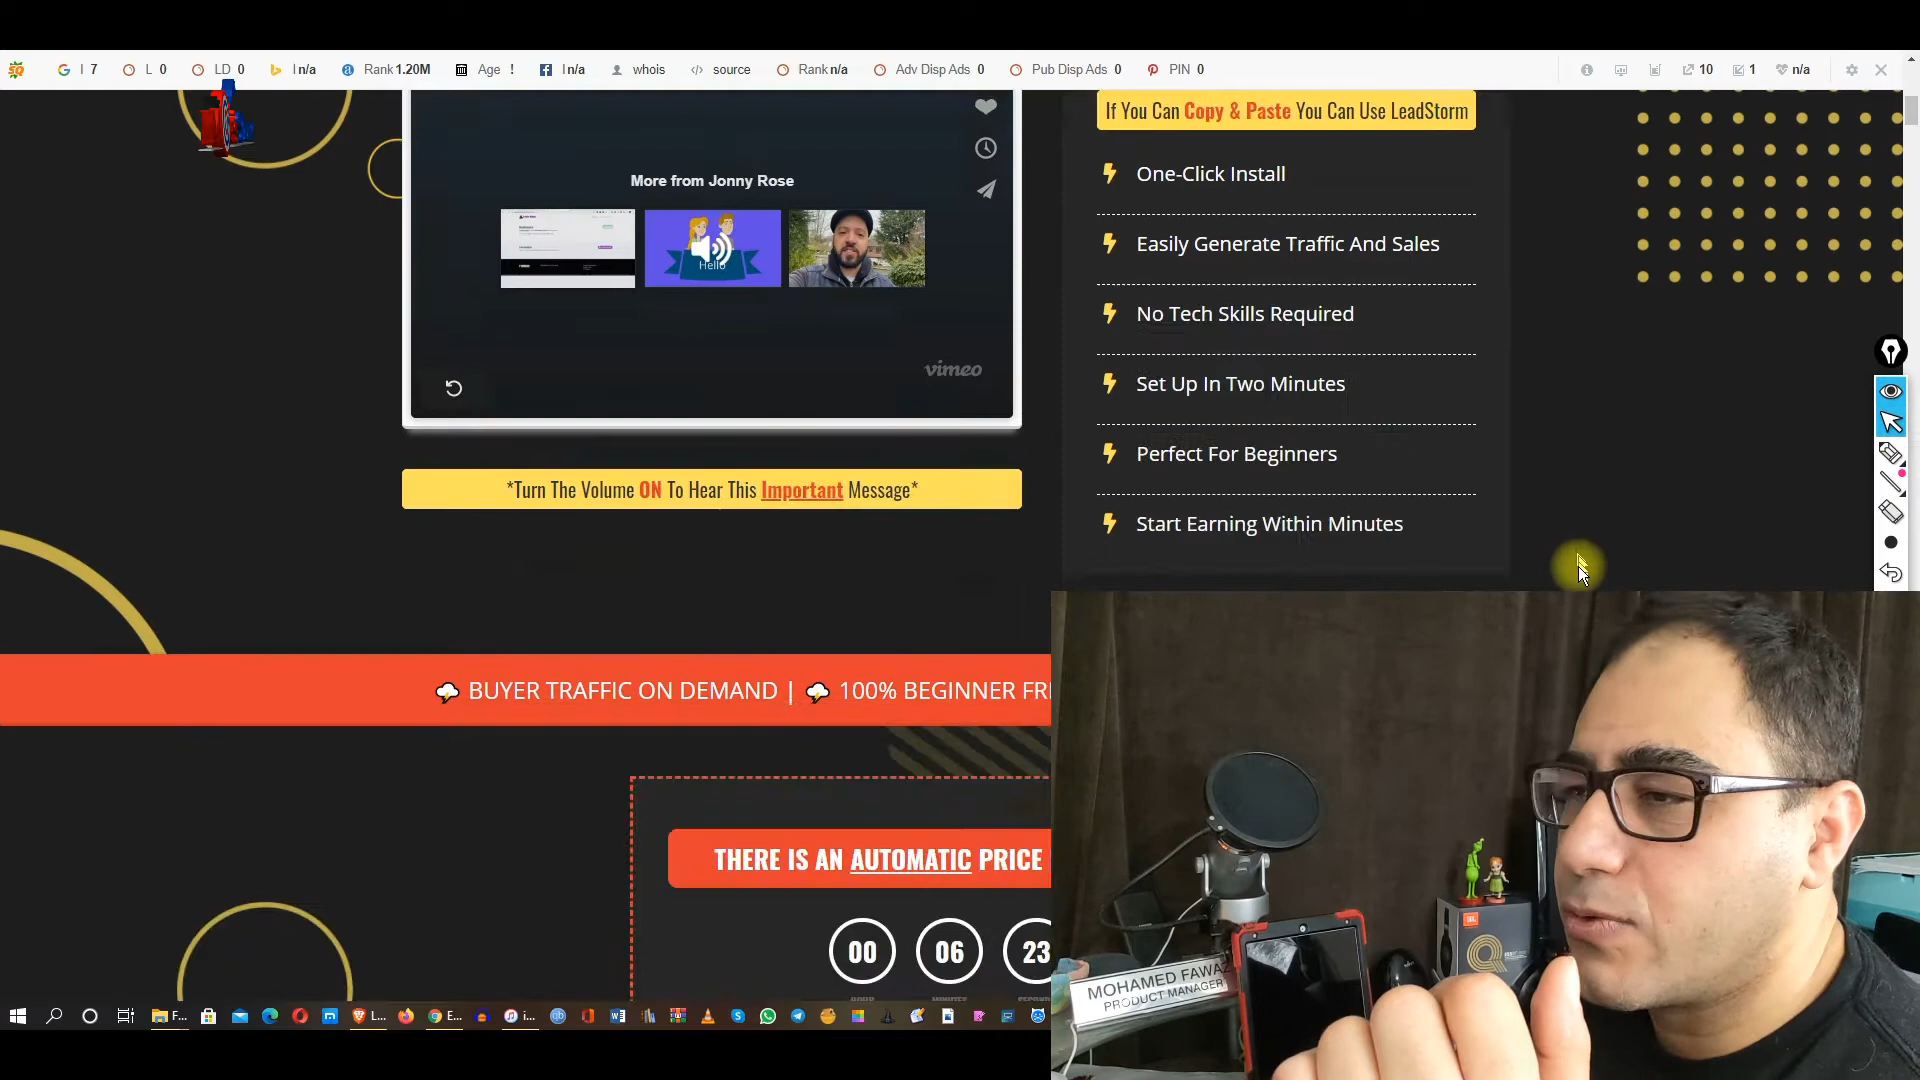 I 7
L 0
LD 0
I n/a
Rank 1.20M
Age !
I n/a
whois
source
Rank n/a
Adv Disp Ads 0
Pub Disp Ads 0
PIN 0
10
1
n/a
More from Jonny Rose
Hello
vimeo
*Turn The Volume ON To Hear This Important Message*
If You Can Copy & Paste You Can Use LeadStorm
One-Click Install
Easily Generate Traffic And Sales
No Tech Skills Required
Set Up In Two Minutes
Perfect For Beginners
Start Earning Within Minutes
BUYER TRAFFIC ON DEMAND | 100% BEGINNER FRI
THERE IS AN AUTOMATIC PRICE
00 06 23
MOHAMED FAWAZ
PRODUCT MANAGER
JBL
F...
L...
E...
i...